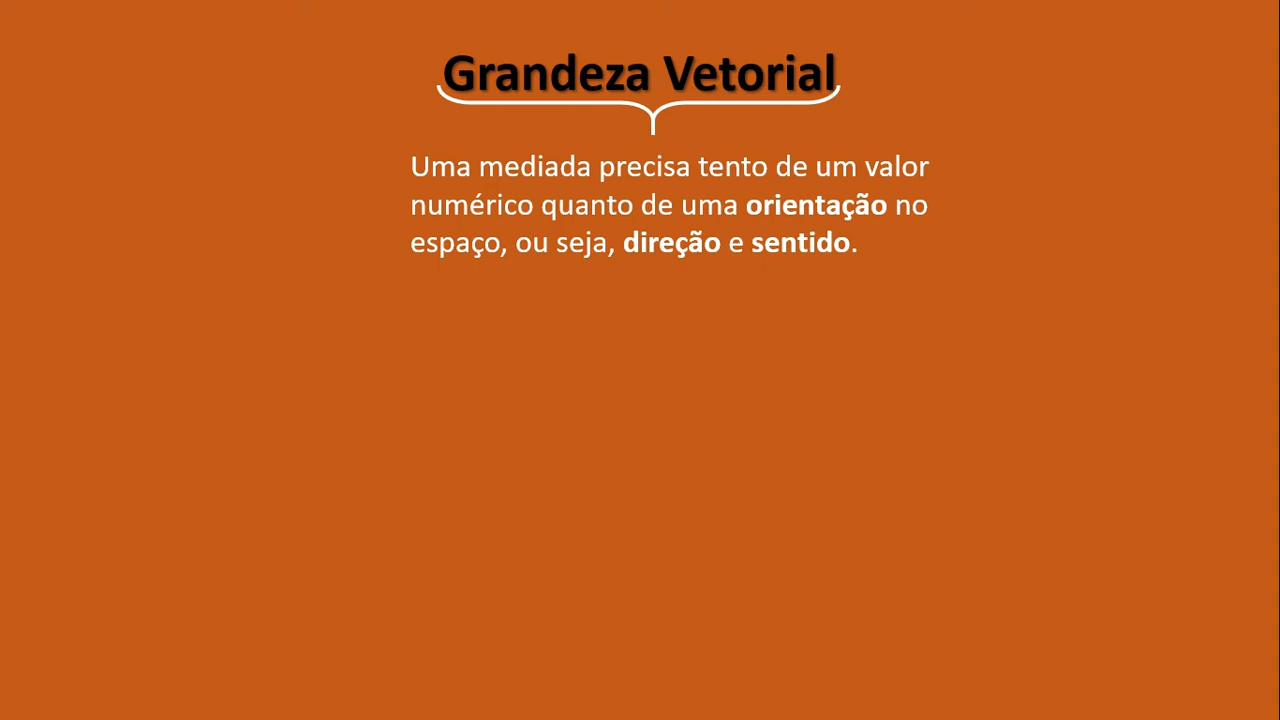 Grandeza Vetorial
Uma mediada precisa tento de um valor
numérico quanto de uma orientação no
espaço, ou seja, direção e sentido.